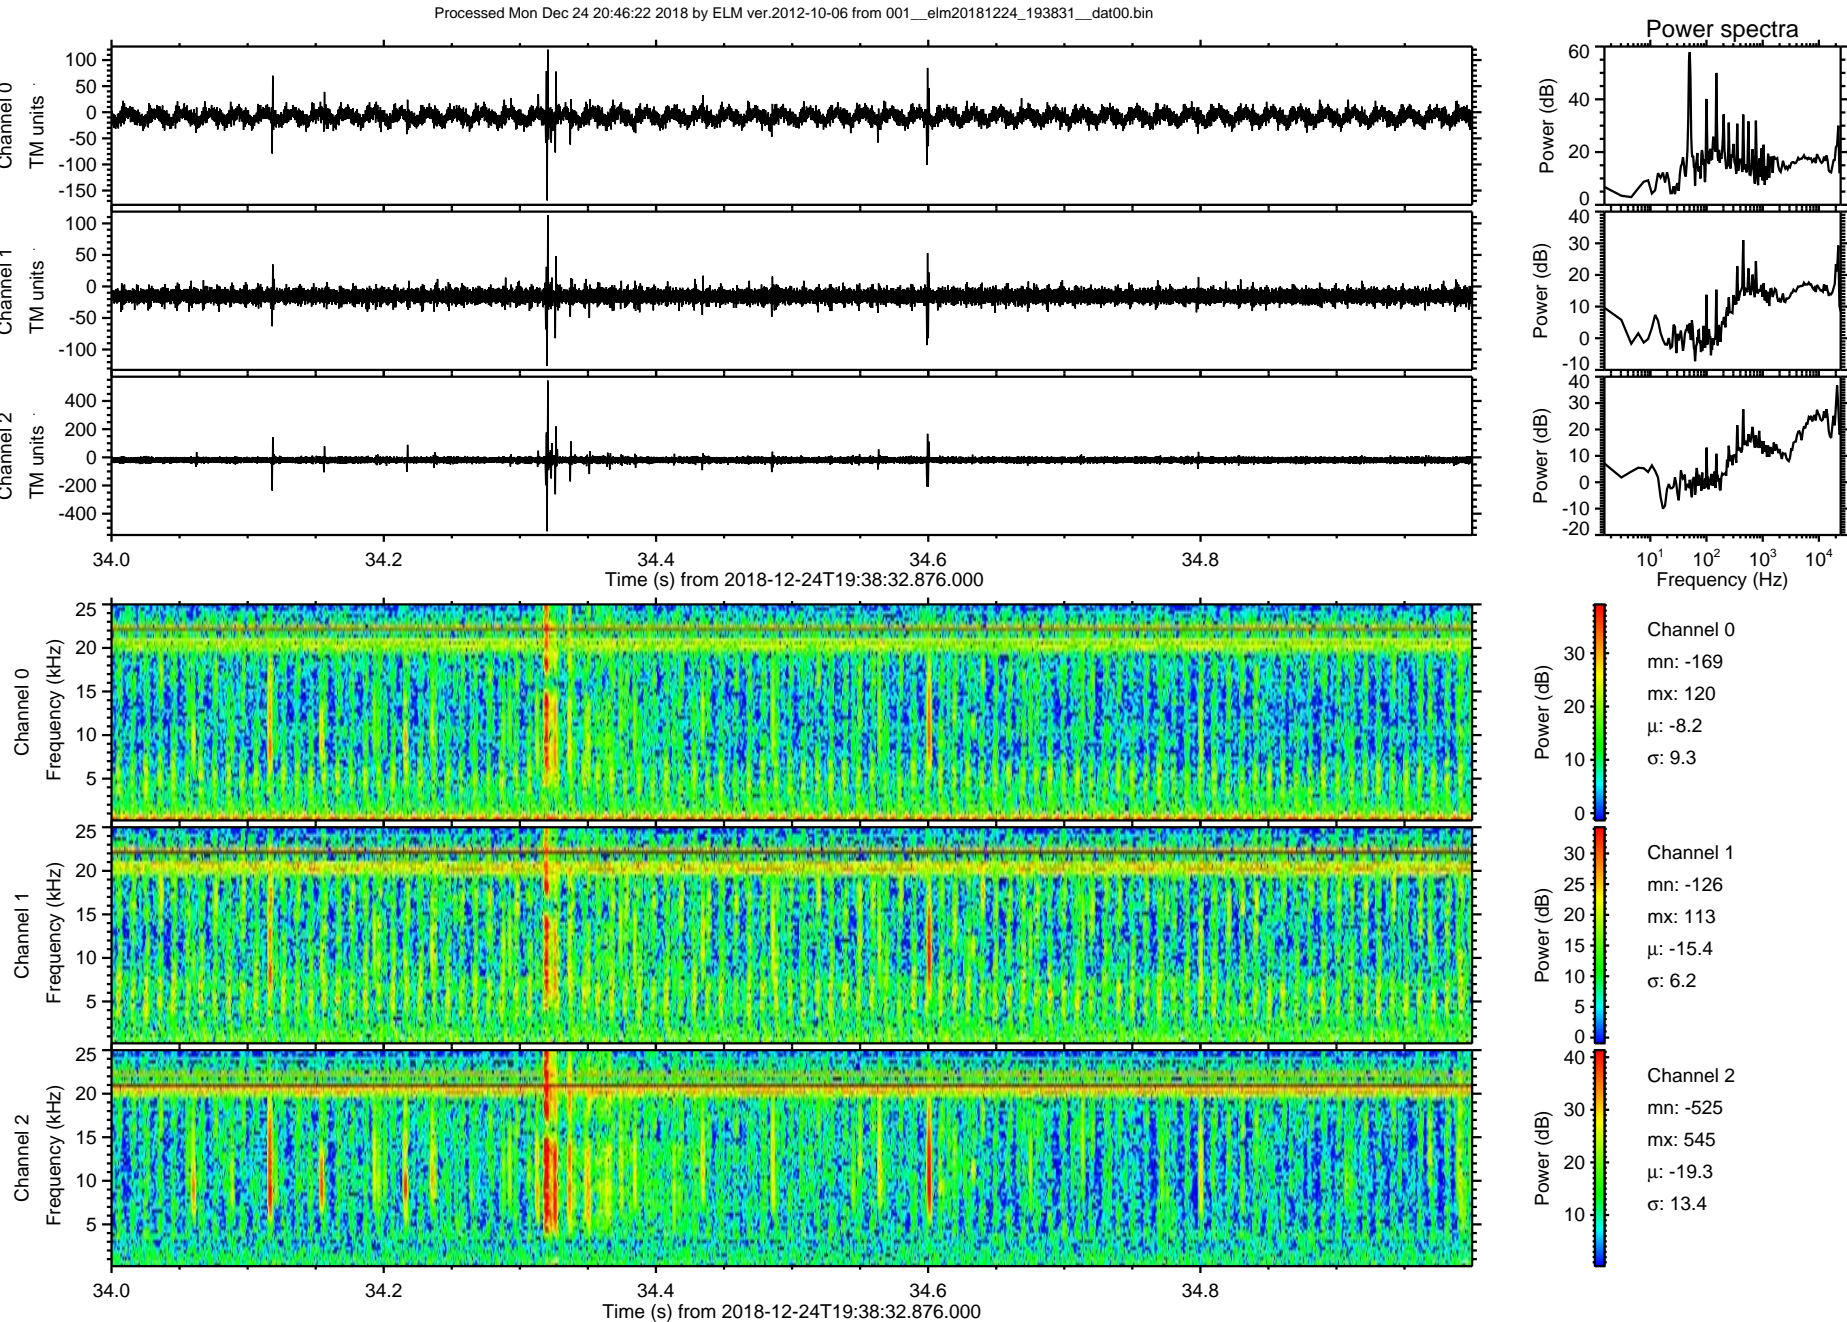 Processed Mon Dec 24 20:46:22 2018 by ELM ver.2012-10-06 from 001__elm20181224_193831__dat00.bin
Power spectra
Channel 0
TM units
100
50
0
-50
-100
-150
Power (dB)
60
40
20
0
Channel 1
TM units
100
50
0
-50
-100
Power (dB)
40
30
20
10
0
-10
Channel 2
TM units
400
200
0
-200
-400
Power (dB)
40
30
20
10
0
-10
-20
34.0 34.2 34.4 34.6 34.8
Time (s) from 2018-12-24T19:38:32.876.000
10^1 10^2 10^3 10^4
Frequency (Hz)
Channel 0
Frequency (kHz)
25
20
15
10
5
Power (dB)
30
20
10
0
Channel 0
mn: -169
mx: 120
μ: -8.2
σ: 9.3
Channel 1
Frequency (kHz)
25
20
15
10
5
Power (dB)
30
25
20
15
10
5
0
Channel 1
mn: -126
mx: 113
μ: -15.4
σ: 6.2
Channel 2
Frequency (kHz)
25
20
15
10
5
Power (dB)
40
30
20
10
Channel 2
mn: -525
mx: 545
μ: -19.3
σ: 13.4
34.0 34.2 34.4 34.6 34.8
Time (s) from 2018-12-24T19:38:32.876.000